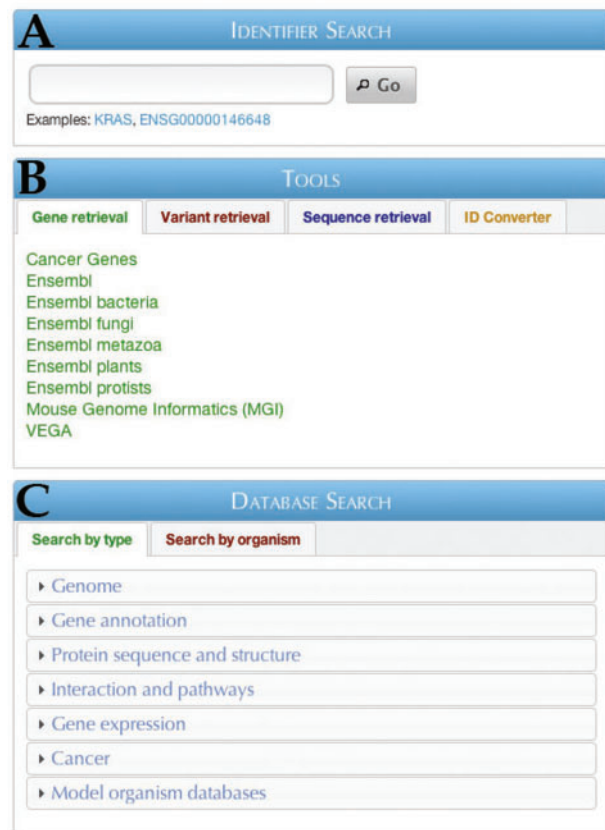 A IDENTIFIER SEARCH
Go
Examples: KRAS, ENSG00000146648
B TOOLS
Gene retrieval Variant retrieval Sequence retrieval ID Converter
Cancer Genes
Ensembl
Ensembl bacteria
Ensembl fungi
Ensembl metazoa
Ensembl plants
Ensembl protists
Mouse Genome Informatics (MGI)
VEGA
C DATABASE SEARCH
Search by type Search by organism
Genome
Gene annotation
Protein sequence and structure
Interaction and pathways
Gene expression
Cancer
Model organism databases